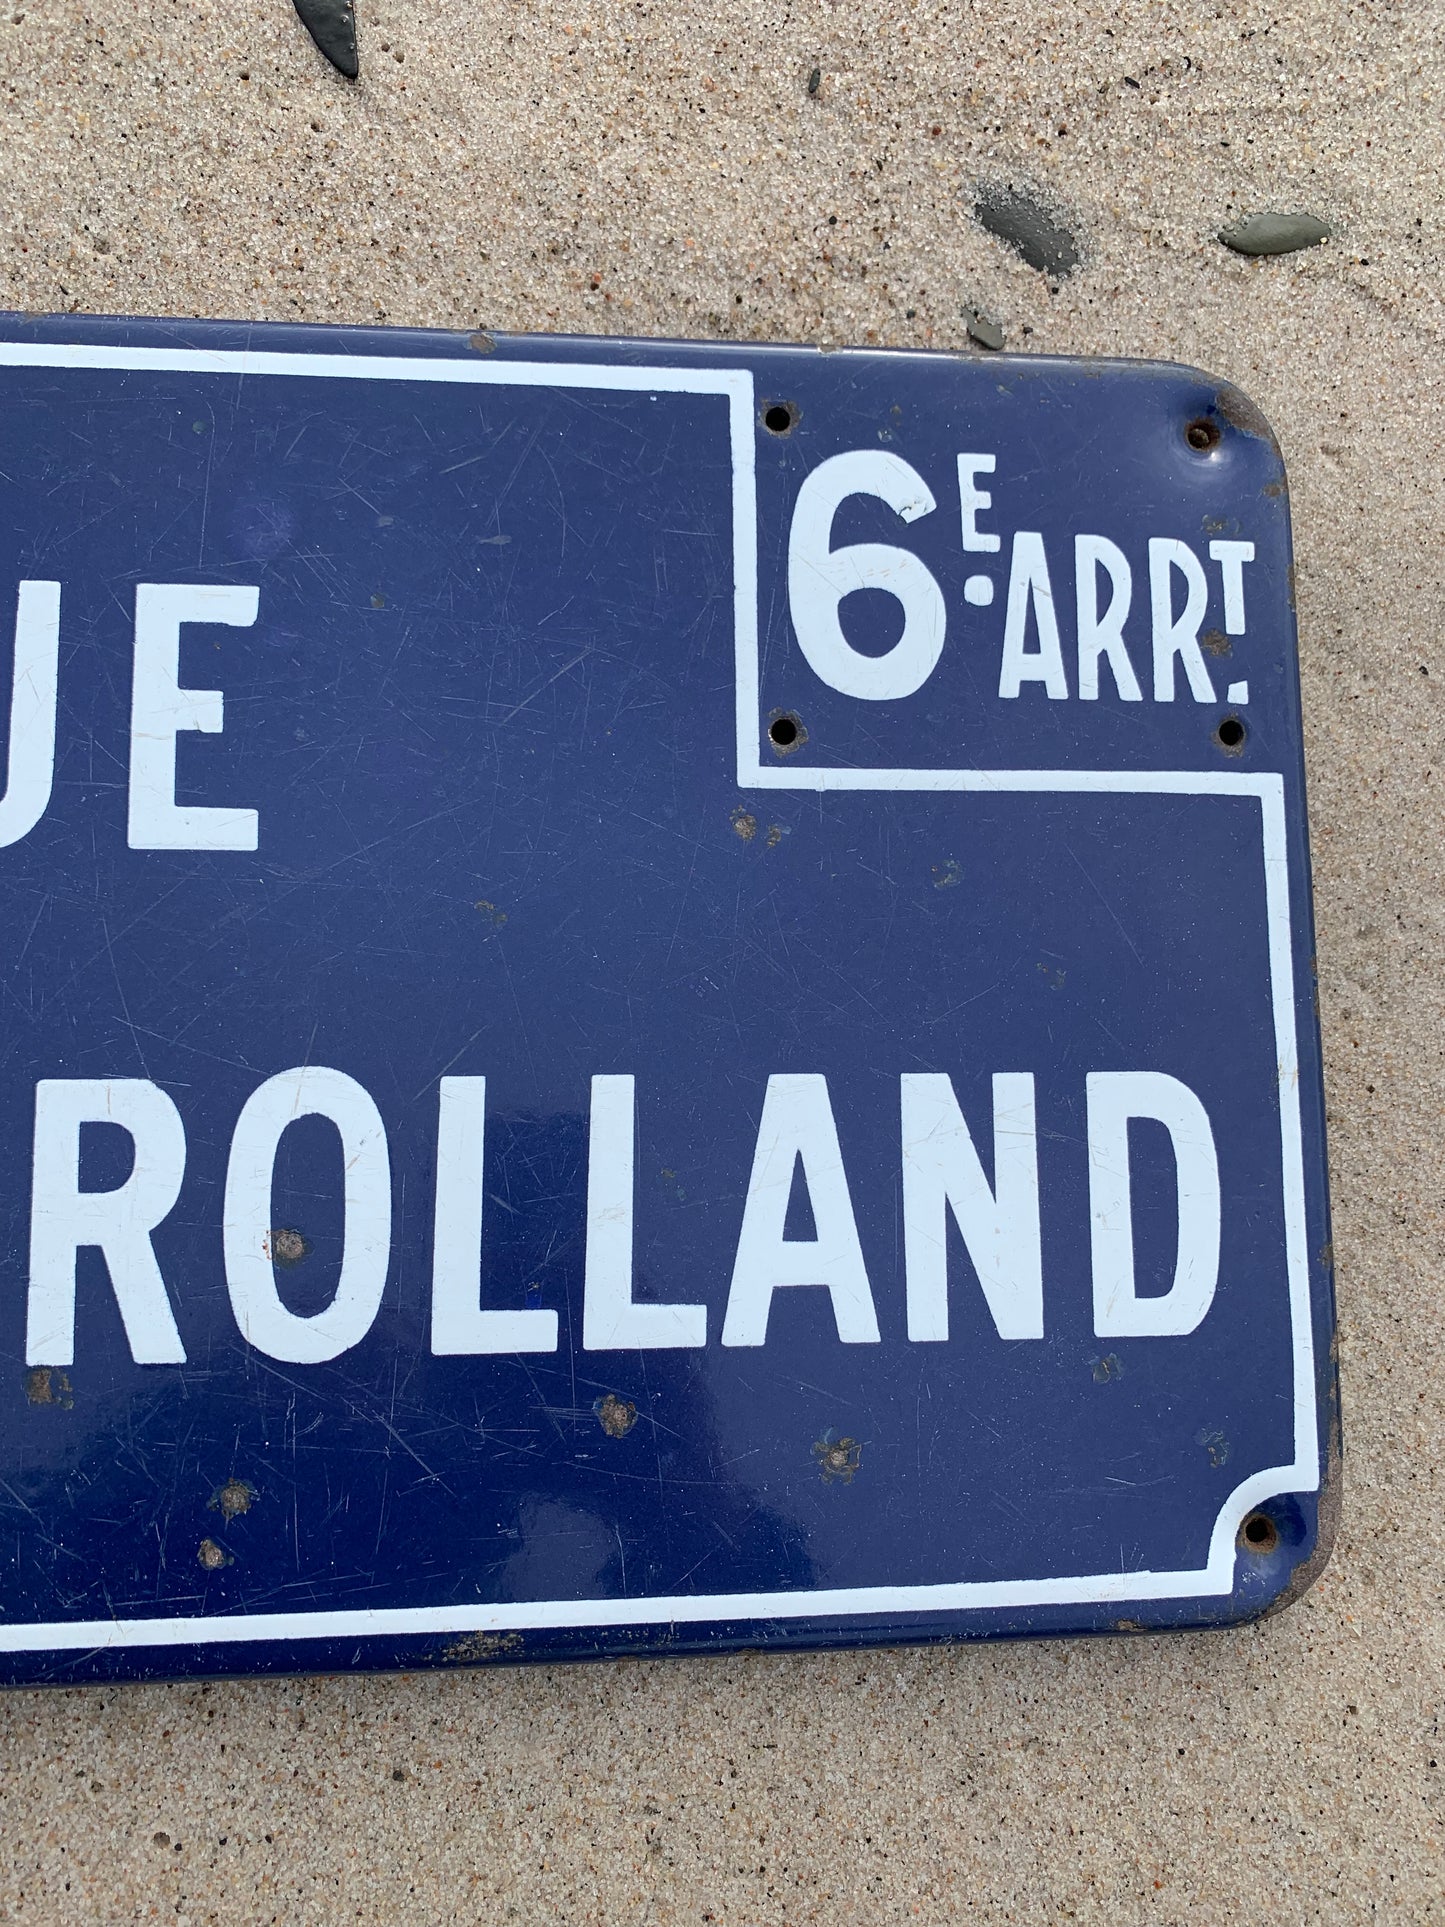 6E. ARRT.
UE
ROLLAND